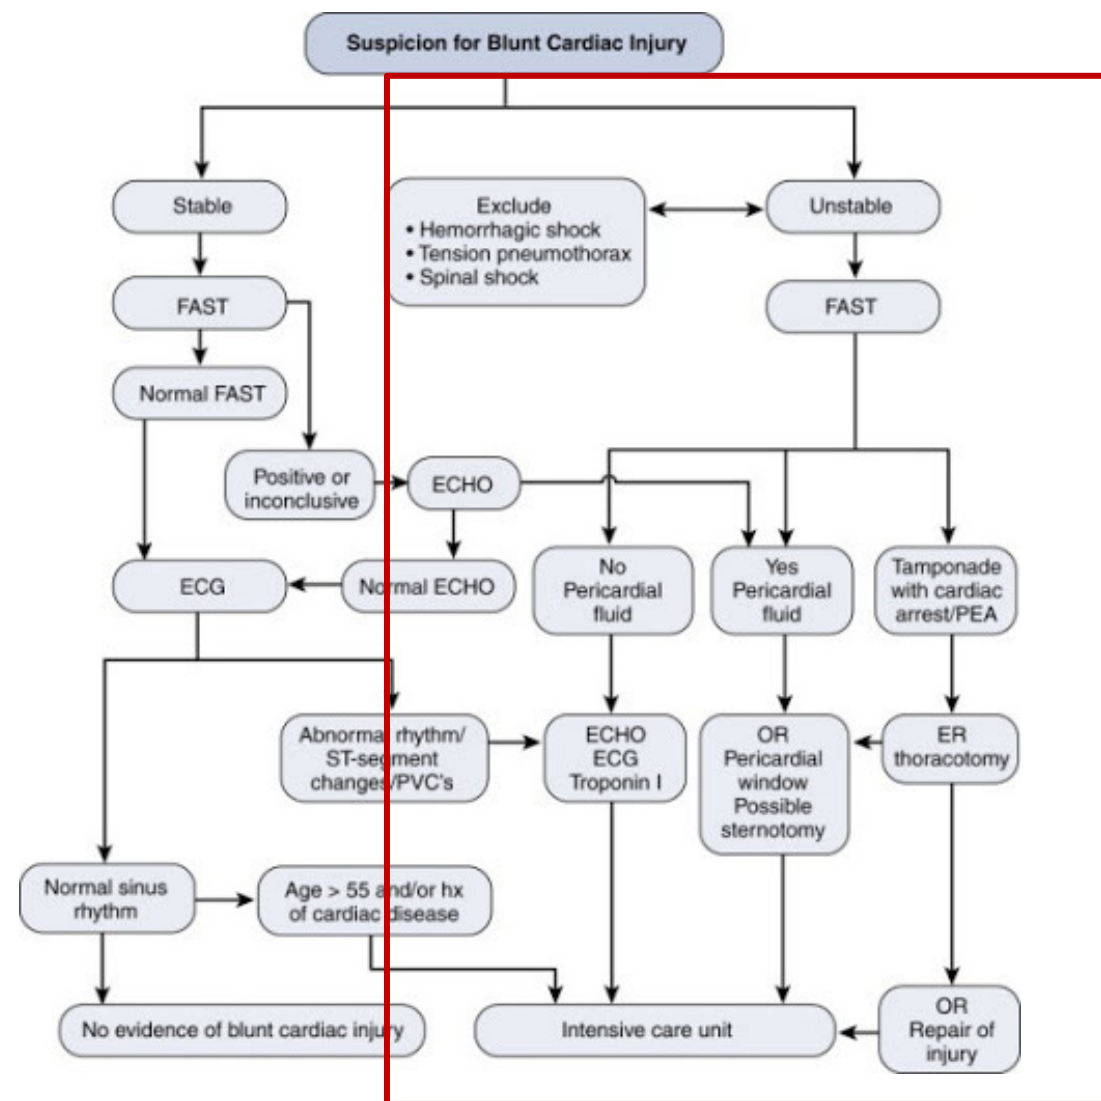 Suspicion for Blunt Cardiac Injury
Stable
Exclude
• Hemorrhagic shock
• Tension pneumothorax
• Spinal shock
Unstable
FAST
FAST
Normal FAST
Positive or
inconclusive
ECHO
ECG
Normal ECHO
No
Pericardial
fluid
Yes
Pericardial
fluid
Tamponade
with cardiac
arrest/PEA
Abnormal rhythm/
ST-segment
changes/PVC's
ECHO
ECG
Troponin I
OR
Pericardial
window
Possible
sternotomy
ER
thoracotomy
Normal sinus
rhythm
Age > 55 and/or hx
of cardiac disease
No evidence of blunt cardiac injury
Intensive care unit
OR
Repair of
injury